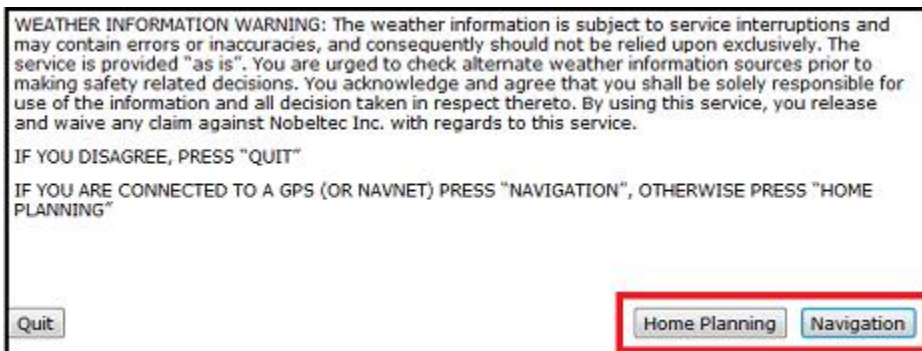 WEATHER INFORMATION WARNING: The weather information is subject to service interruptions and
may contain errors or inaccuracies, and consequently should not be relied upon exclusively. The
service is provided "as is". You are urged to check alternate weather information sources prior to
making safety related decisions. You acknowledge and agree that you shall be solely responsible for
use of the information and all decision taken in respect thereto. By using this service, you release
and waive any claim against Nobeltec Inc. with regards to this service.
IF YOU DISAGREE, PRESS "QUIT"
IF YOU ARE CONNECTED TO A GPS (OR NAVNET) PRESS "NAVIGATION", OTHERWISE PRESS "HOME
PLANNING"
Quit Home Planning Navigation